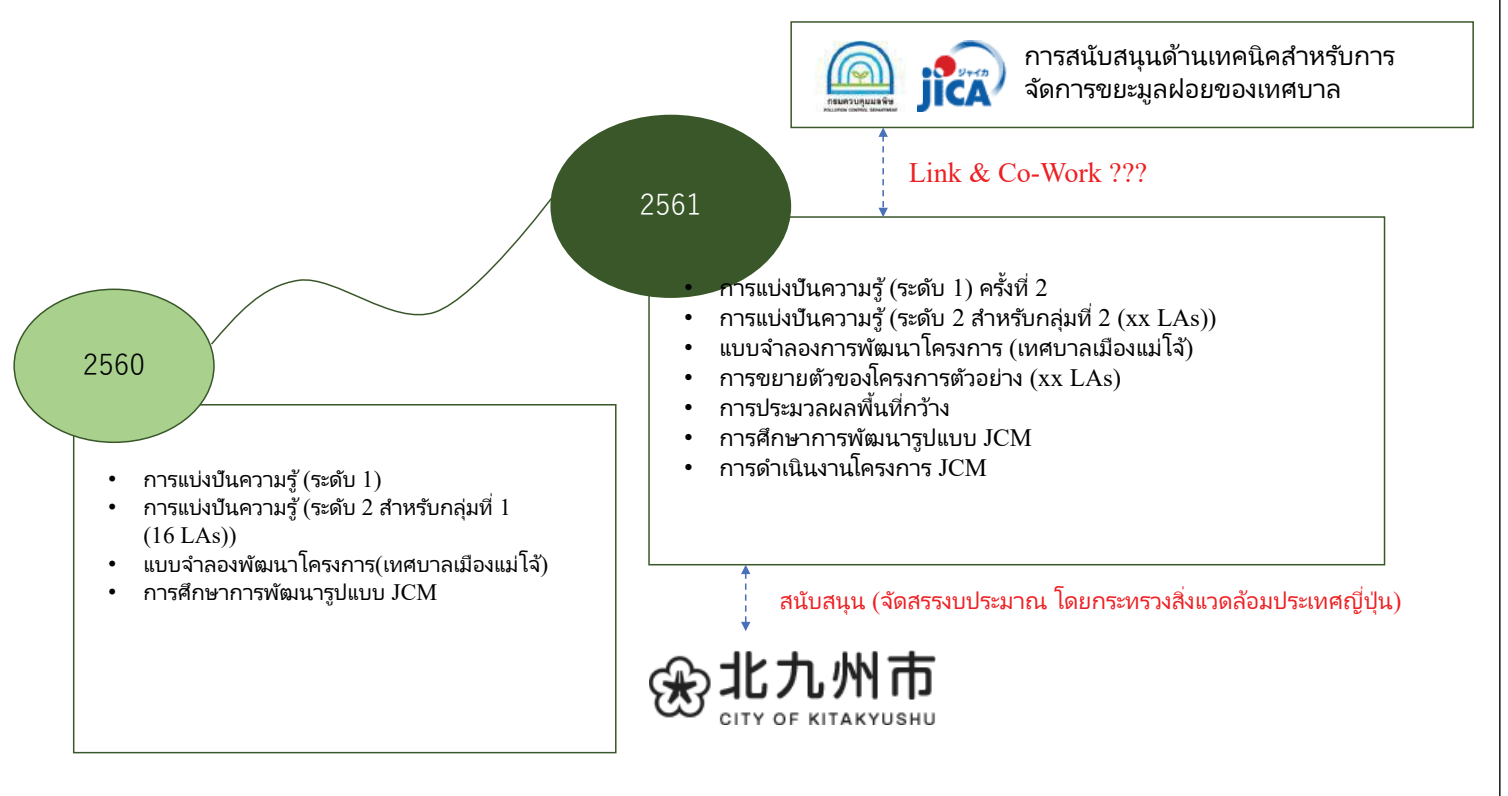 กรมควบคุมมลพิษ
POLLUTION CONTROL DEPARTMENT
ジャイカ
JICA
การสนับสนุนด้านเทคนิคสำหรับการ
จัดการขยะมูลฝอยของเทศบาล
Link & Co-Work ???
2561
• การแบ่งปันความรู้ (ระดับ 1) ครั้งที่ 2
• การแบ่งปันความรู้ (ระดับ 2 สำหรับกลุ่มที่ 2 (xx LAs))
• แบบจำลองการพัฒนาโครงการ (เทศบาลเมืองแม่โจ้)
• การขยายตัวของโครงการตัวอย่าง (xx LAs)
• การประมวลผลพื้นที่กว้าง
• การศึกษาการพัฒนารูปแบบ JCM
• การดำเนินงานโครงการ JCM
2560
• การแบ่งปันความรู้ (ระดับ 1)
• การแบ่งปันความรู้ (ระดับ 2 สำหรับกลุ่มที่ 1
(16 LAs))
• แบบจำลองพัฒนาโครงการ(เทศบาลเมืองแม่โจ้)
• การศึกษาการพัฒนารูปแบบ JCM
สนับสนุน (จัดสรรงบประมาณ โดยกระทรวงสิ่งแวดล้อมประเทศญี่ปุ่น)
北九州市
CITY OF KITAKYUSHU